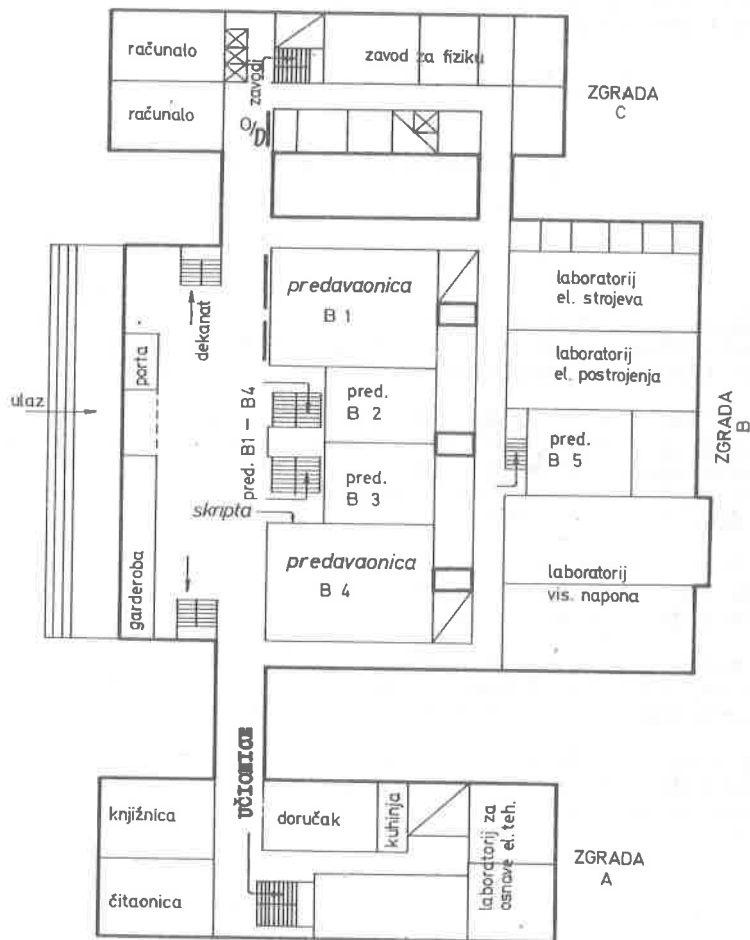 računalo
zavod za fiziku
zavodi
računalo
O/D
ZGRADA
C
predavaonica
B 1
laboratorij
el. strojeva
dekanat
porta
laboratorij
el. postrojenja
ulaz
pred. B1 - B4
pred.
B 2
pred.
B 5
ZGRADA
B
pred.
B 3
skripta
predavaonica
B 4
garderoba
laboratorij
vis. napona
UČIONICE
knjižnica
doručak
kuhinja
laboratorij za
osnove el. teh.
čitaonica
ZGRADA
A